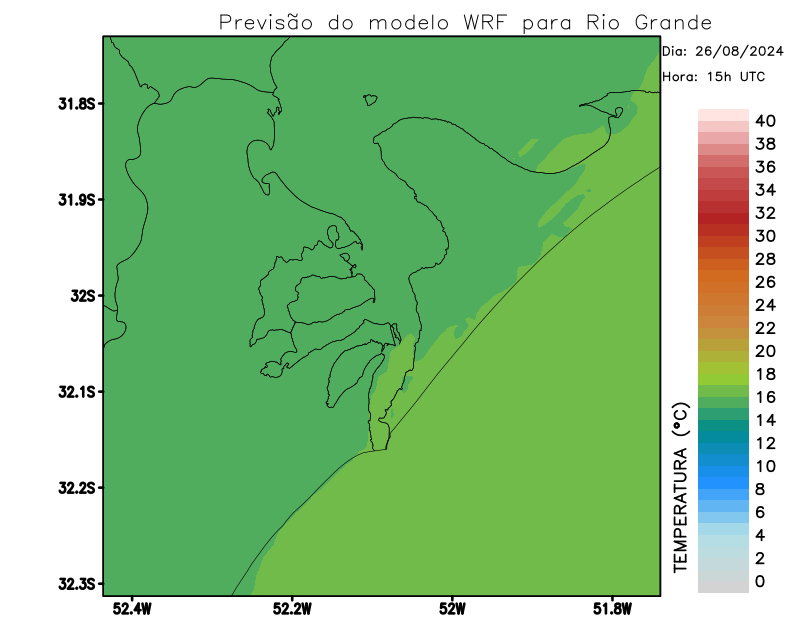 Previsão do modelo WRF para Rio Grande
Dia: 26/08/2024
Hora: 15h UTC
31.8S
31.9S
32S
32.1S
32.2S
32.3S
52.4W
52.2W
52W
51.8W
TEMPERATURA (°C)
40
38
36
34
32
30
28
26
24
22
20
18
16
14
12
10
8
6
4
2
0